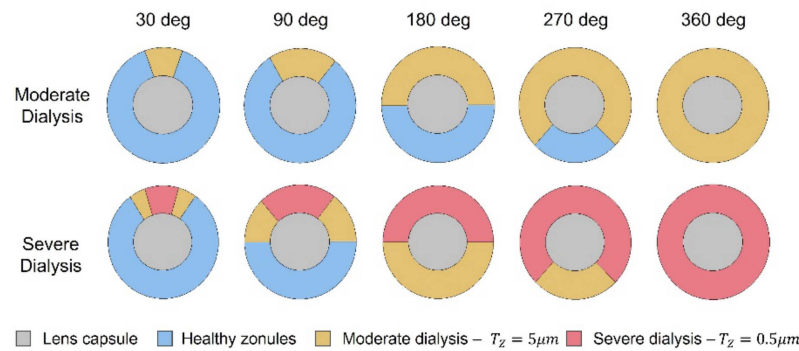 30 deg 90 deg 180 deg 270 deg 360 deg
Moderate
Dialysis
Severe
Dialysis
Lens capsule Healthy zonules Moderate dialysis – T_Z = 5μm Severe dialysis – T_Z = 0.5μm